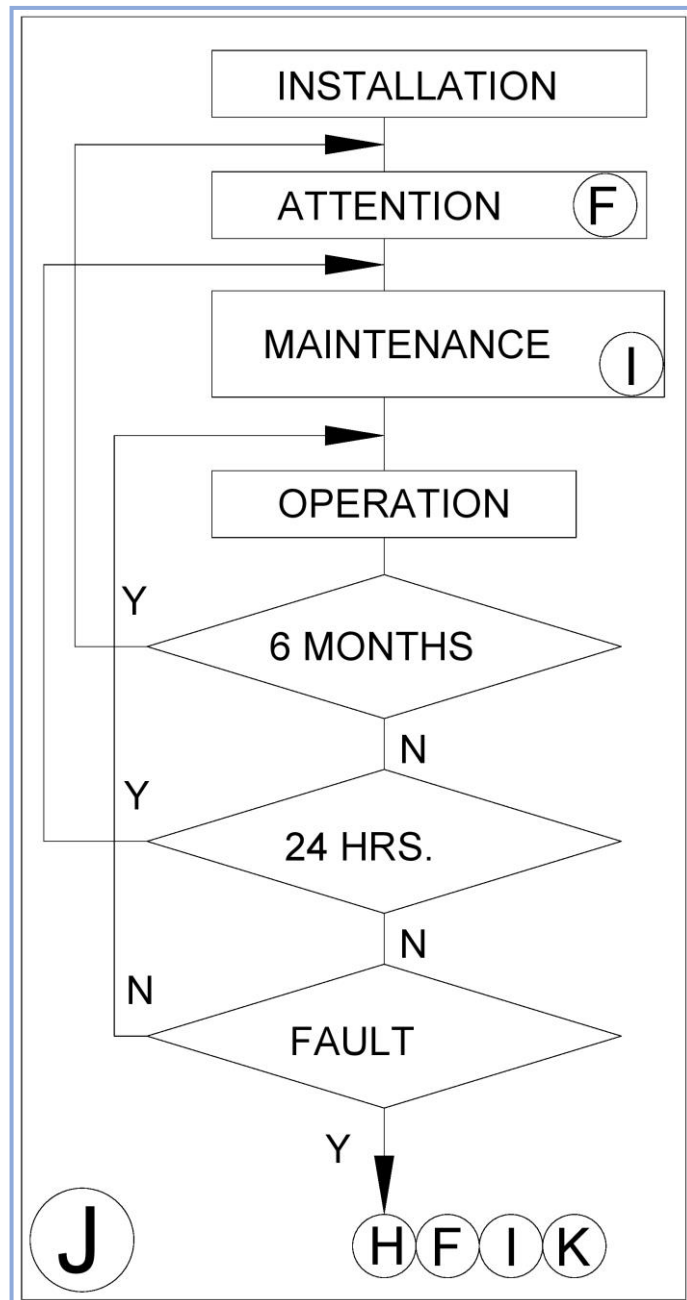 INSTALLATION
ATTENTION F
MAINTENANCE I
OPERATION
Y
6 MONTHS
N
Y
24 HRS.
N
N
FAULT
Y
J
H F I K